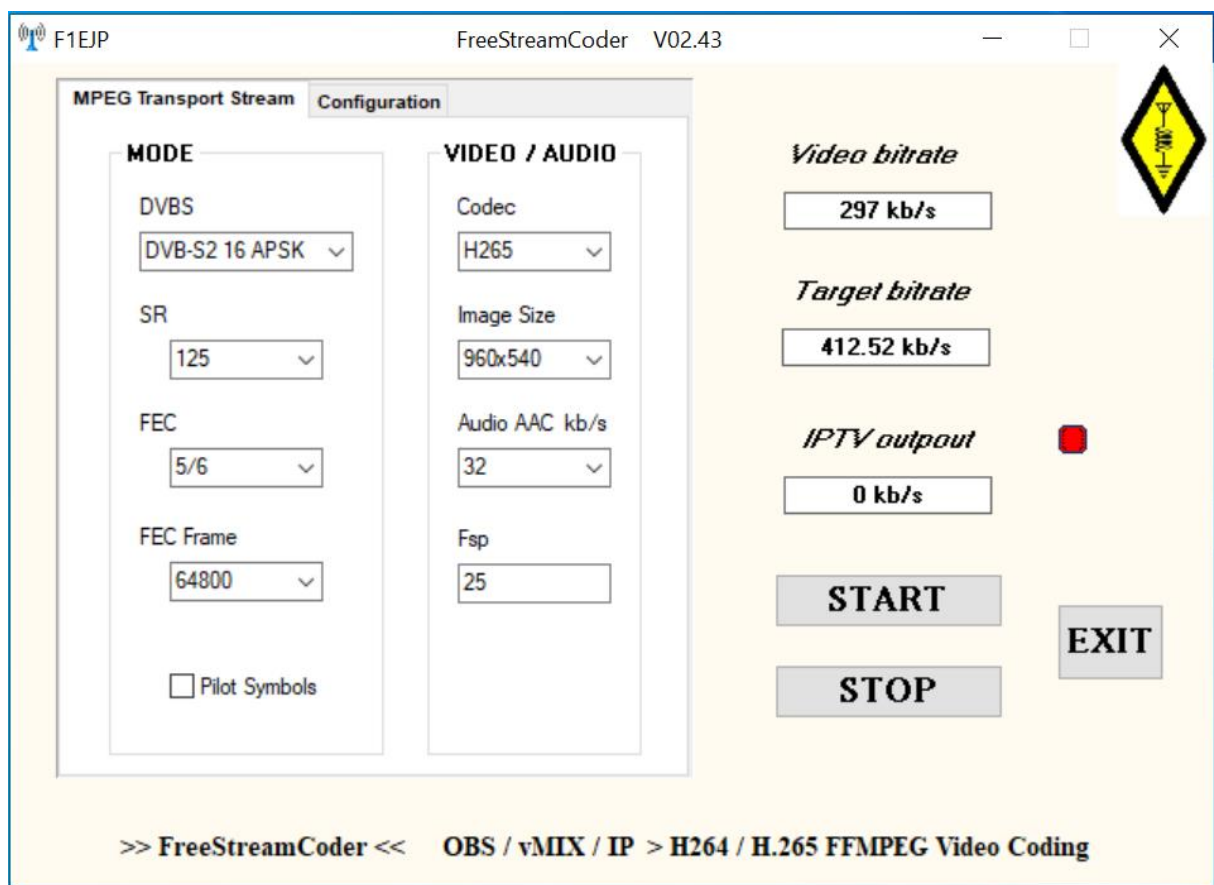 F1EJP FreeStreamCoder V02.43
MPEG Transport Stream Configuration
MODE
DVBS
DVB-S2 16 APSK
SR
125
FEC
5/6
FEC Frame
64800
Pilot Symbols
VIDEO / AUDIO
Codec
H265
Image Size
960x540
Audio AAC kb/s
32
Fsp
25
Video bitrate
297 kb/s
Target bitrate
412.52 kb/s
IPTV outpout
0 kb/s
START
STOP
EXIT
>> FreeStreamCoder << OBS / vMIX / IP > H264 / H.265 FFMPEG Video Coding